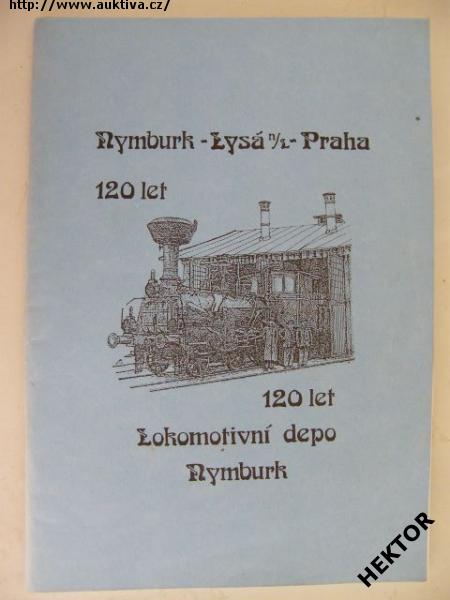 http://www.auktiva.cz/
Nymburk - Lysá n/L - Praha
120 let
120 let
Lokomotivní depo
Nymburk
HEKTOR